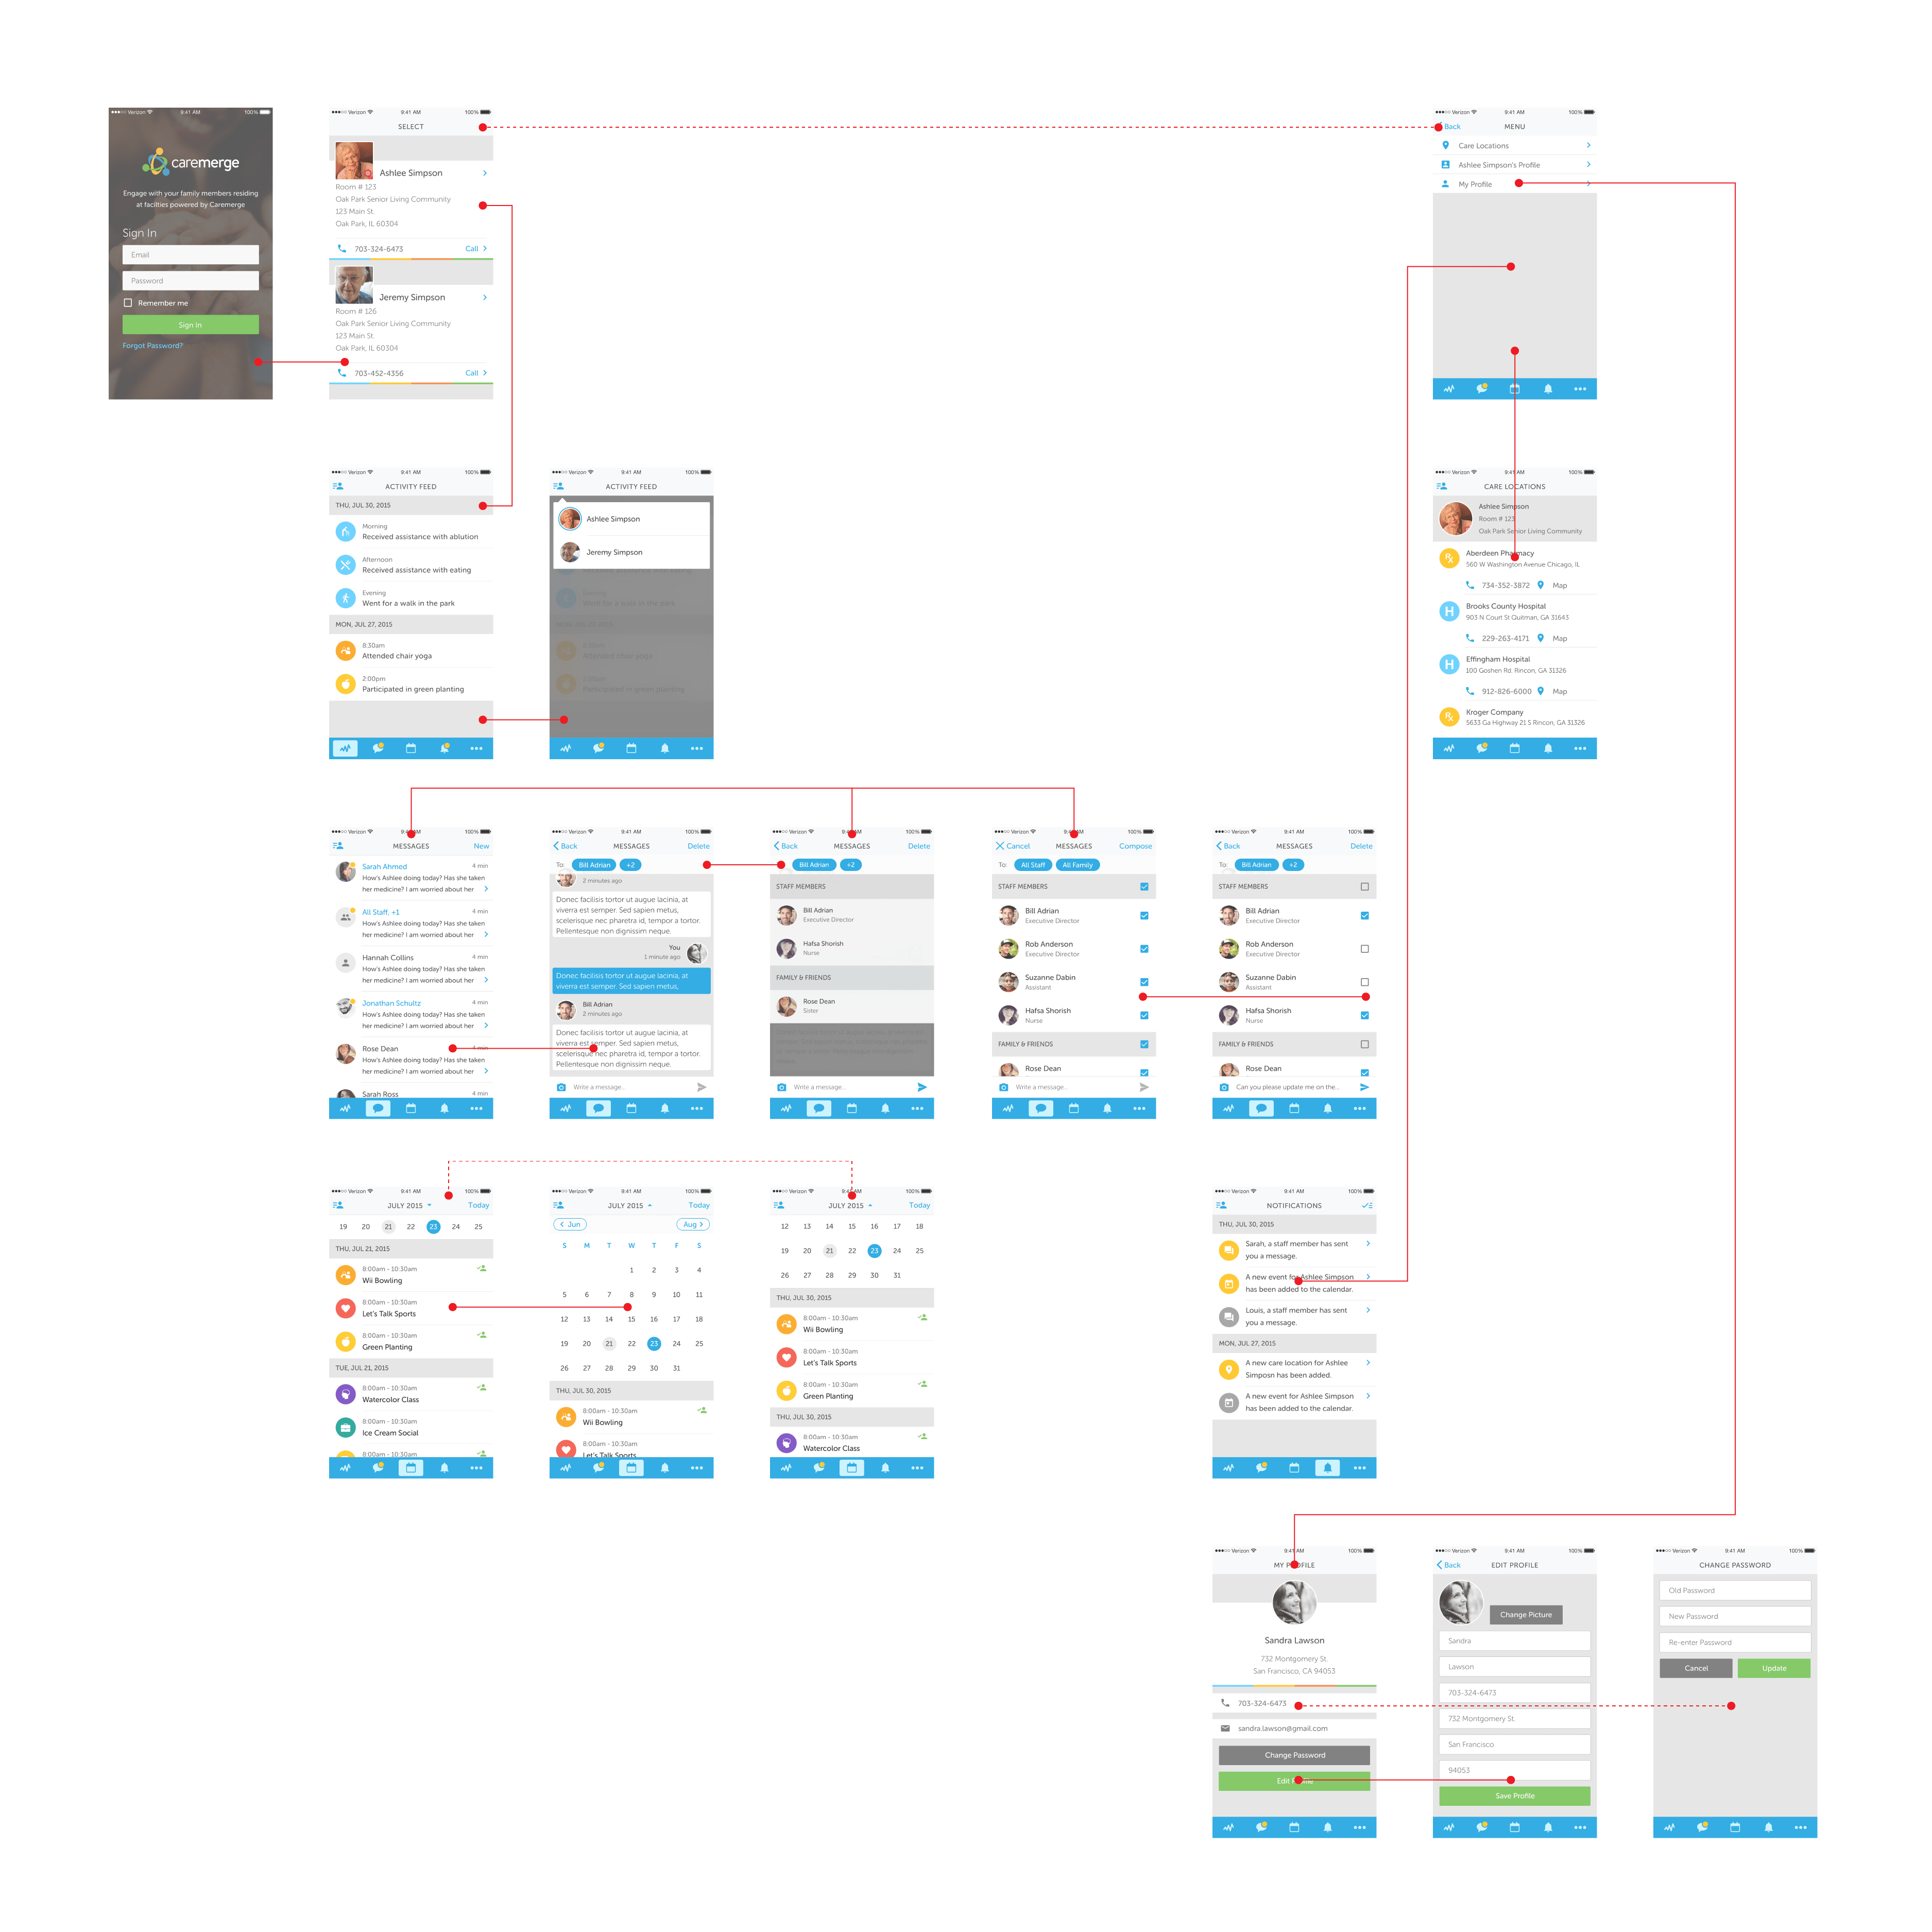 Verizon 9:41 AM 100%
caremerge
Engage with your family members residing
at facilties powered by Caremerge
Sign In
Email
Password
Remember me
Sign In
Forgot Password?
Verizon 9:41 AM 100%
SELECT
Ashlee Simpson
Room # 123
Oak Park Senior Living Community
123 Main St.
Oak Park, IL 60304
703-324-6473 Call
Jeremy Simpson
Room # 126
Oak Park Senior Living Community
123 Main St.
Oak Park, IL 60304
703-452-4356 Call
Verizon 9:41 AM 100%
Back MENU
Care Locations
Ashlee Simpson's Profile
My Profile
Verizon 9:41 AM 100%
ACTIVITY FEED
THU, JUL 30, 2015
Morning
Received assistance with ablution
Afternoon
Received assistance with eating
Evening
Went for a walk in the park
MON, JUL 27, 2015
8:30am
Attended chair yoga
2:00pm
Participated in green planting
Verizon 9:41 AM 100%
ACTIVITY FEED
Ashlee Simpson
Jeremy Simpson
Went for a walk in the park
MON, JUL 27, 2015
Attended chair yoga
Participated in green planting
Verizon 9:41 AM 100%
CARE LOCATIONS
Ashlee Simpson
Room # 123
Oak Park Senior Living Community
Aberdeen Pharmacy
560 W Washington Avenue Chicago, IL
734-352-3872 Map
Brooks County Hospital
903 N Court St.Quitman, GA 31643
229-263-4171 Map
Effingham Hospital
100 Goshen Rd. Rincon, GA 31326
912-826-6000 Map
Kroger Company
5633 Ga Highway 21 S Rincon, GA 31326
Verizon 9:41 AM 100%
MESSAGES New
Sarah Ahmed 4 min
How's Ashlee doing today? Has she taken
her medicine? I am worried about her
All Staff, +1 4 min
How's Ashlee doing today? Has she taken
her medicine? I am worried about her
Hannah Collins 4 min
How's Ashlee doing today? Has she taken
her medicine? I am worried about her
Jonathan Schultz 4 min
How's Ashlee doing today? Has she taken
her medicine? I am worried about her
Rose Dean 4 min
How's Ashlee doing today? Has she taken
her medicine? I am worried about her
Sarah Ross 4 min
Verizon 9:41 AM 100%
Back MESSAGES Delete
To: Bill Adrian +2
2 minutes ago
Donec facilisis tortor ut augue lacinia, at
viverra est semper. Sed sapien metus,
scelerisque nec pharetra id, tempor a tortor.
Pellentesque non dignissim neque.
You
1 minute ago
Donec facilisis tortor ut augue lacinia, at
viverra est semper. Sed sapien metus,
Bill Adrian
2 minutes ago
Donec facilisis tortor ut augue lacinia, at
viverra est semper. Sed sapien metus,
scelerisque nec pharetra id, tempor a tortor.
Pellentesque non dignissim neque.
Write a message...
Verizon 9:41 AM 100%
Back MESSAGES Delete
Bill Adrian +2
STAFF MEMBERS
Bill Adrian
Executive Director
Hafsa Shorish
Nurse
FAMILY & FRIENDS
Rose Dean
Sister
Write a message...
Verizon 9:41 AM 100%
Cancel MESSAGES Compose
To: All Staff All Family
STAFF MEMBERS
Bill Adrian
Executive Director
Rob Anderson
Executive Director
Suzanne Dabin
Assistant
Hafsa Shorish
Nurse
FAMILY & FRIENDS
Rose Dean
Write a message...
Verizon 9:41 AM 100%
Back MESSAGES Delete
To: Bill Adrian +2
STAFF MEMBERS
Bill Adrian
Executive Director
Rob Anderson
Executive Director
Suzanne Dabin
Assistant
Hafsa Shorish
Nurse
FAMILY & FRIENDS
Rose Dean
Can you please update me on the...
Verizon 9:41 AM 100%
JULY 2015 Today
19 20 21 22 23 24 25
THU, JUL 21, 2015
8:00am - 10:30am
Wii Bowling
8:00am - 10:30am
Let's Talk Sports
8:00am - 10:30am
Green Planting
TUE, JUL 21, 2015
8:00am - 10:30am
Watercolor Class
8:00am - 10:30am
Ice Cream Social
8:00am - 10:30am
Verizon 9:41 AM 100%
JULY 2015 Today
Jun Aug
S M T W T F S
1 2 3 4
5 6 7 8 9 10 11
12 13 14 15 16 17 18
19 20 21 22 23 24 25
26 27 28 29 30 31
THU, JUL 30, 2015
8:00am - 10:30am
Wii Bowling
8:00am - 10:30am
Let's Talk Sports
Verizon 9:41 AM 100%
JULY 2015 Today
12 13 14 15 16 17 18
19 20 21 22 23 24 25
26 27 28 29 30 31
THU, JUL 30, 2015
8:00am - 10:30am
Wii Bowling
8:00am - 10:30am
Let's Talk Sports
8:00am - 10:30am
Green Planting
THU, JUL 30, 2015
8:00am - 10:30am
Watercolor Class
Verizon 9:41 AM 100%
NOTIFICATIONS
THU, JUL 30, 2015
Sarah, a staff member has sent
you a message.
A new event for Ashlee Simpson
has been added to the calendar.
Louis, a staff member has sent
you a message.
MON, JUL 27, 2015
A new care location for Ashlee
Simposn has been added.
A new event for Ashlee Simpson
has been added to the calendar.
Verizon 9:41 AM 100%
MY PROFILE
Sandra Lawson
732 Montgomery St.
San Francisco, CA 94053
703-324-6473
sandra.lawson@gmail.com
Change Password
Edit Profile
Verizon 9:41 AM 100%
Back EDIT PROFILE
Change Picture
Sandra
Lawson
703-324-6473
732 Montgomery St.
San Francisco
94053
Save Profile
Verizon 9:41 AM 100%
CHANGE PASSWORD
Old Password
New Password
Re-enter Password
Cancel Update